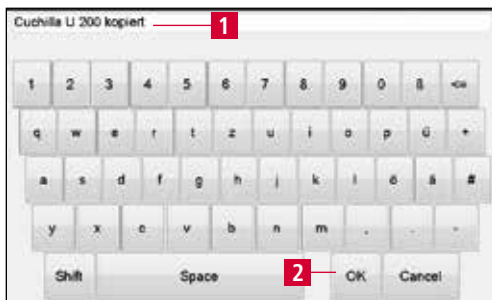 Cuchilla U 200 kopiert
1
1 2 3 4 5 6 7 8 9 0 ß <=
q w e r t z u i o p ü +
a s d f g h j k l ö ä #
y x c v b n m , . -
2
Shift Space OK Cancel